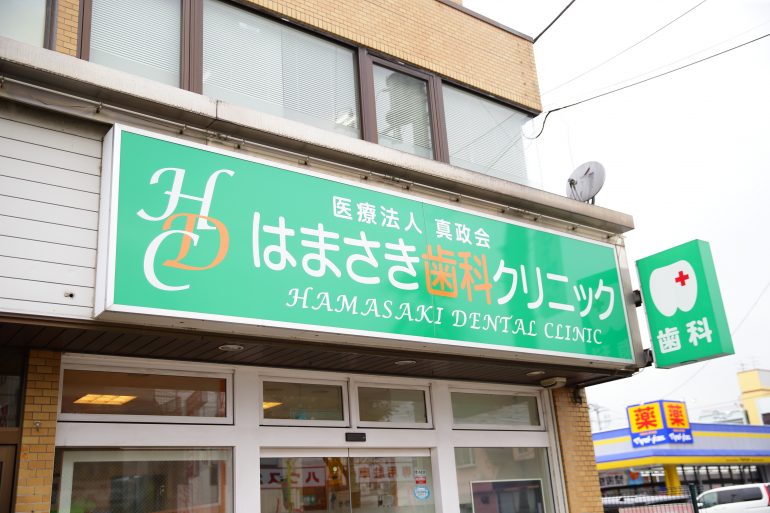 HDC
医療法人 真政会
はまさき歯科クリニック
HAMASAKI DENTAL CLINIC
歯科
薬 薬